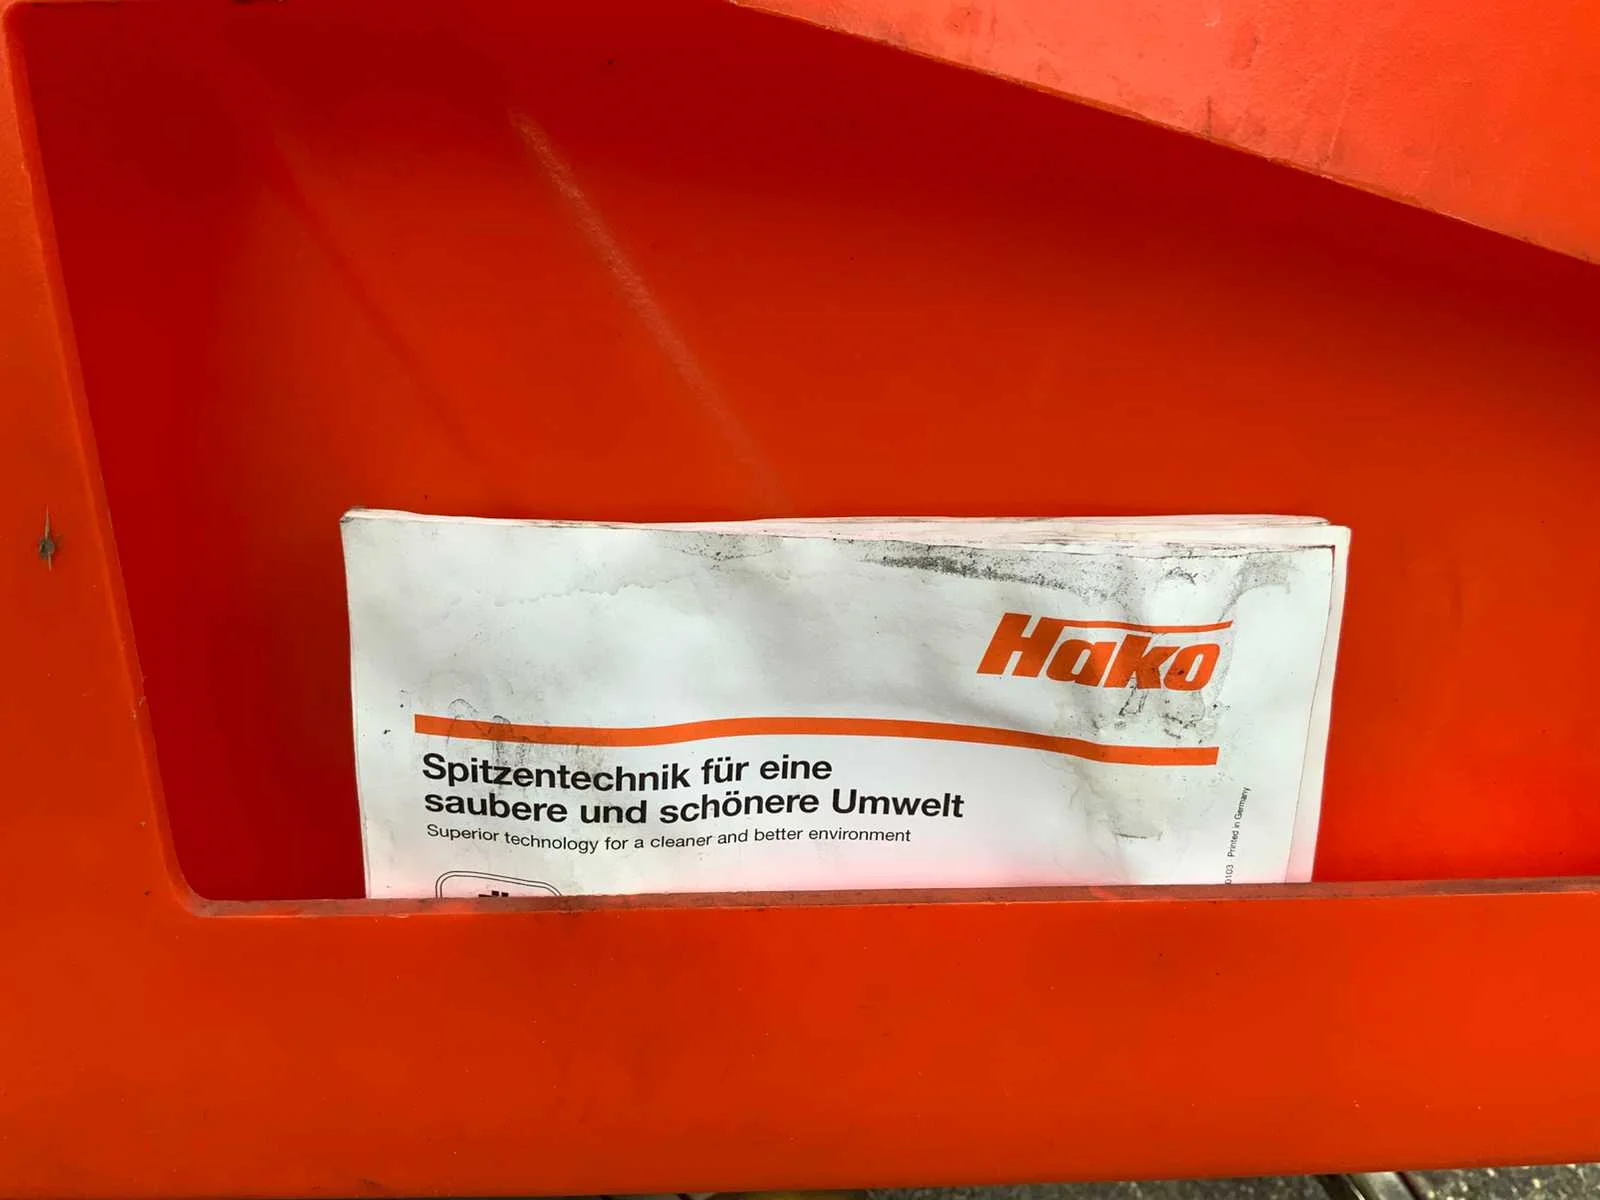 Hako
Spitzentechnik für eine
saubere und schönere Umwelt
Superior technology for a cleaner and better environment
Printed in Germany